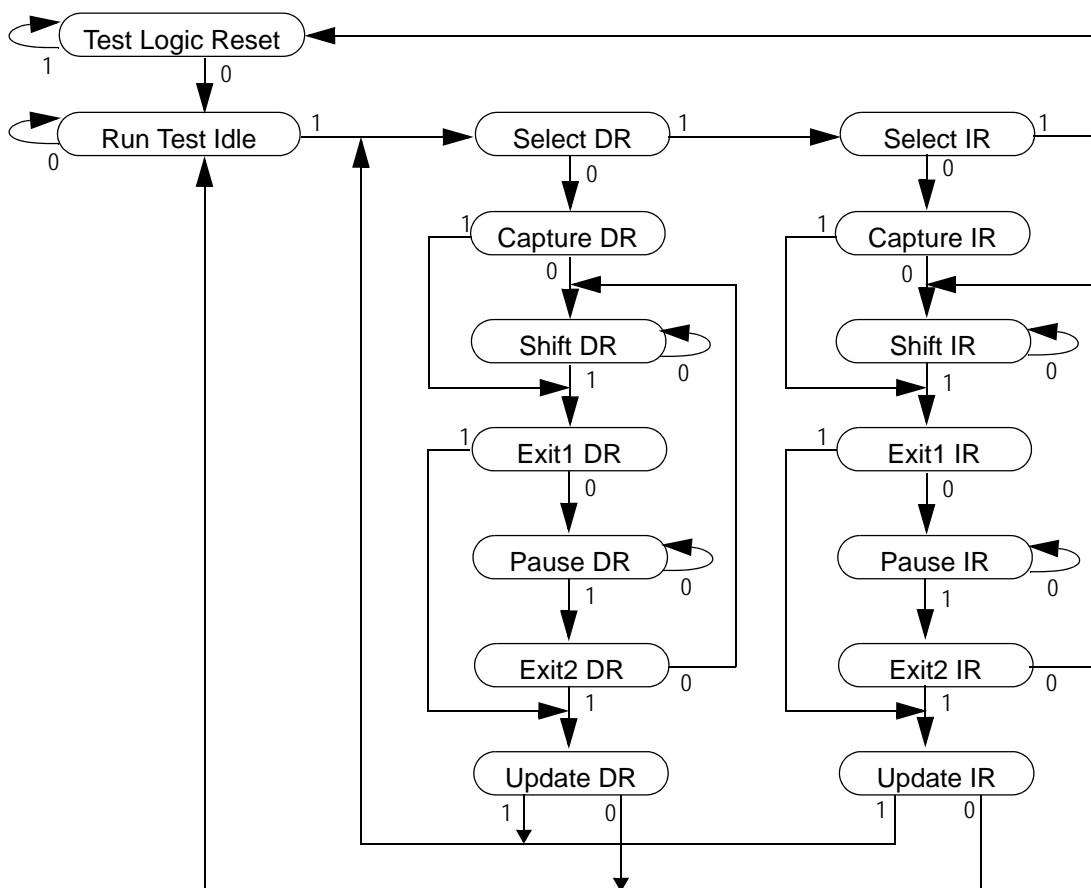 Test Logic Reset
1
0
Run Test Idle
1
0
Select DR
1
0
Select IR
1
0
1
Capture DR
0
1
Capture IR
0
Shift DR
0
1
Shift IR
0
1
1
Exit1 DR
0
1
Exit1 IR
0
Pause DR
0
1
Pause IR
0
1
Exit2 DR
0
1
Exit2 IR
0
1
Update DR
1
0
Update IR
1
0